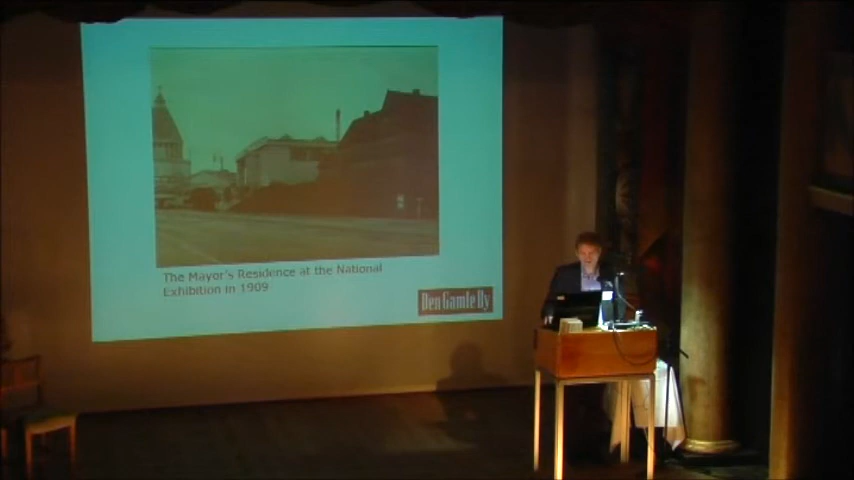 The Mayor's Residence at the National
Exhibition in 1909
Den Gamle By